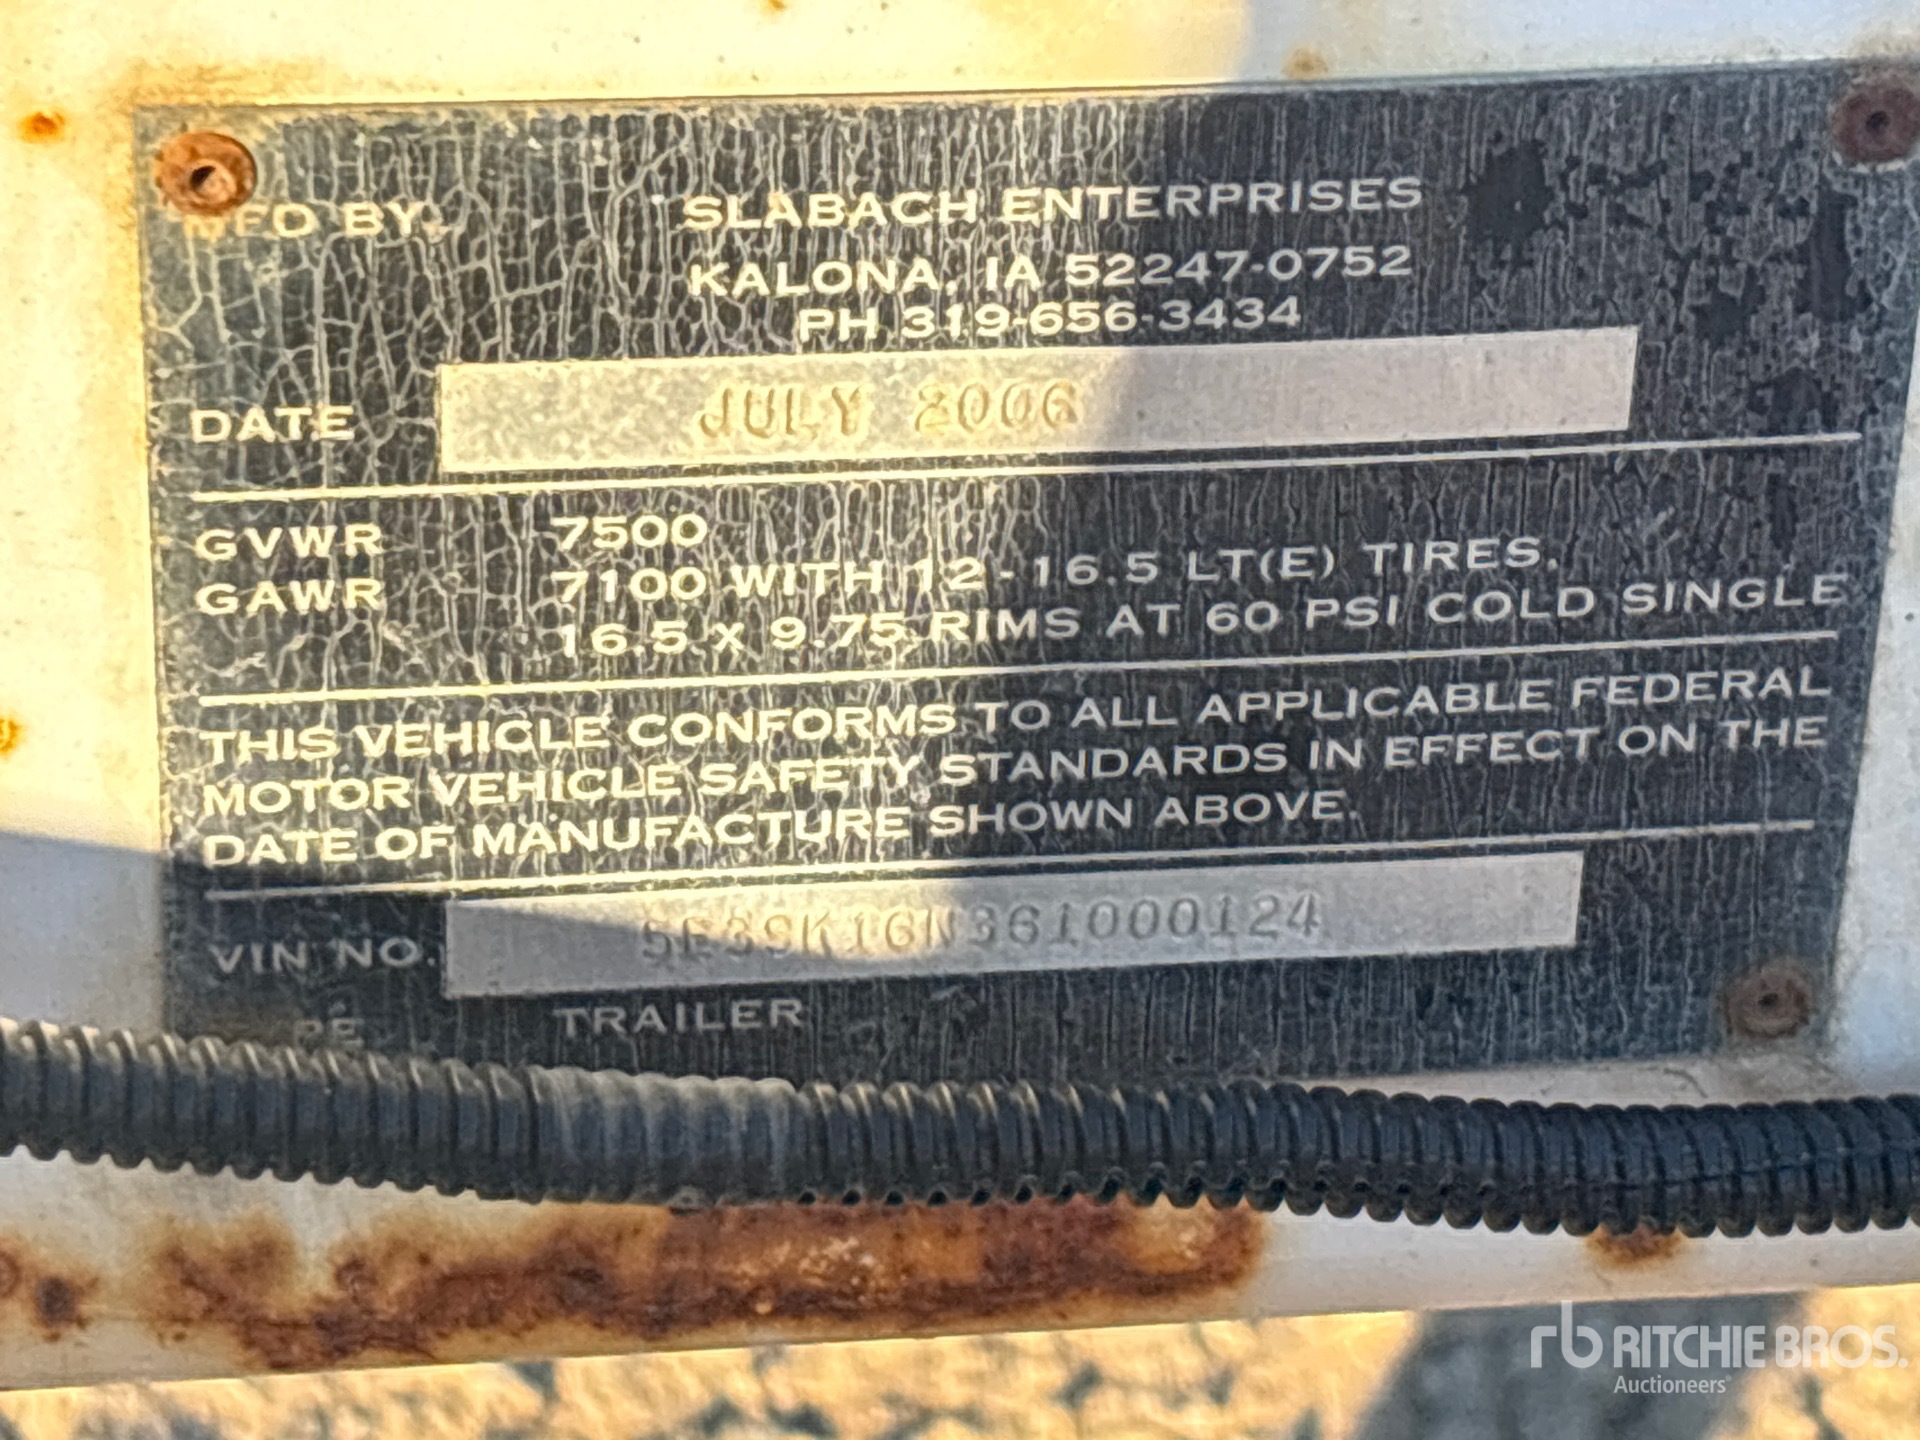 MFD BY:
SLABACH ENTERPRISES
KALONA, IA 52247-0752
PH 319-656-3434
DATE JULY 2006
GVWR 7500
GAWR 7100 WITH 12-16.5 LT(E) TIRES,
16.5 X 9.75 RIMS AT 60 PSI COLD SINGLE
THIS VEHICLE CONFORMS TO ALL APPLICABLE FEDERAL
MOTOR VEHICLE SAFETY STANDARDS IN EFFECT ON THE
DATE OF MANUFACTURE SHOWN ABOVE.
VIN NO.
TRAILER
rb RITCHIE BROS.
Auctioneers